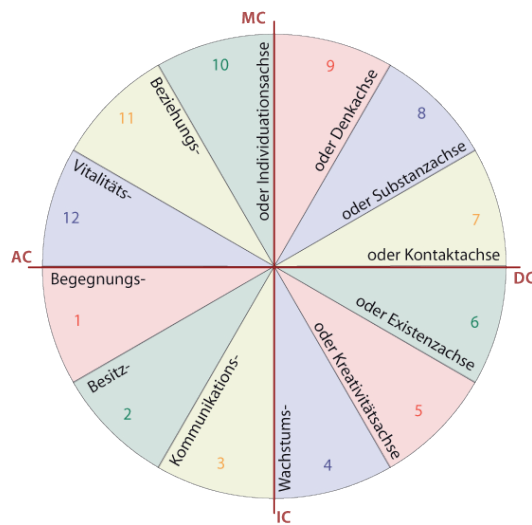 MC
10
9
11
8
12
7
AC
DC
1
6
2
5
3
4
IC
Begegnungs-
oder Kontaktachse
Besitz-
oder Substanzachse
Kommunikations-
oder Denkachse
Wachstums-
oder Individuationsachse
Beziehungs-
oder Kreativitätsachse
Vitalitäts-
oder Existenzachse